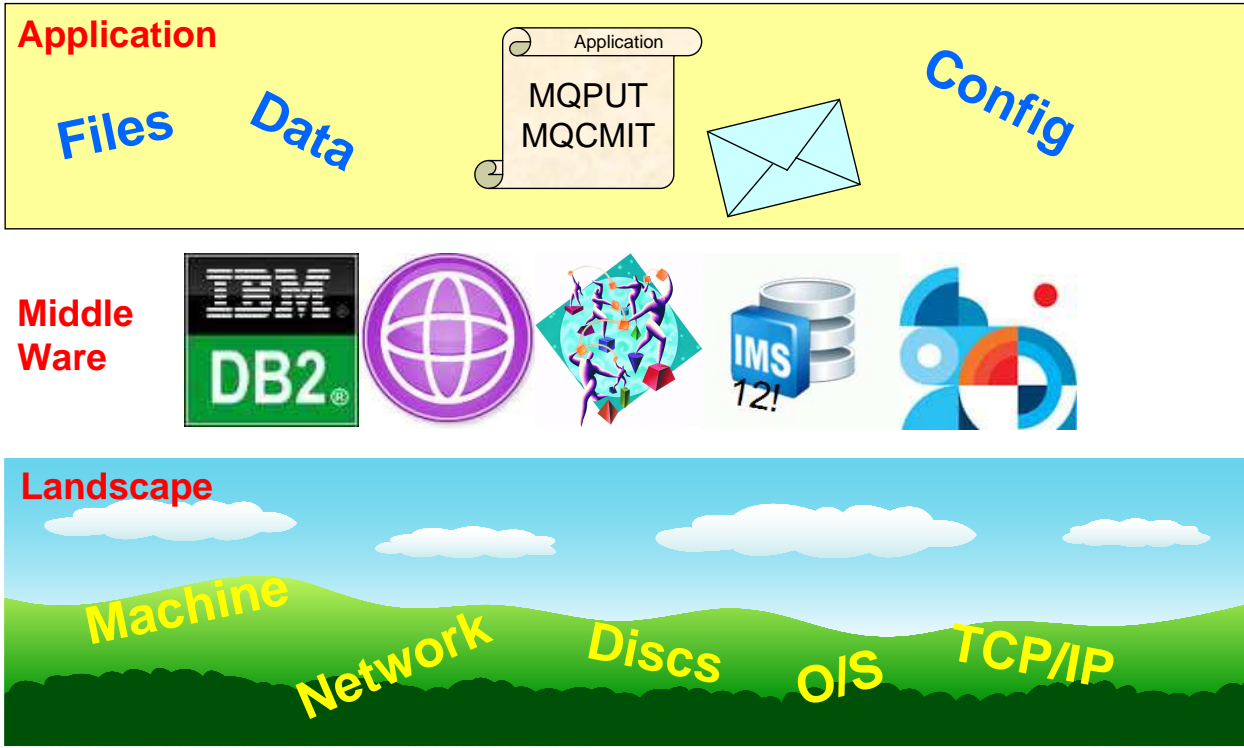 Application
Files
Data
Application
MQPUT
MQCMIT
Config
Middle
Ware
IBM®
DB2®
IMS
12!
Landscape
Machine
Network
Discs
O/S
TCP/IP